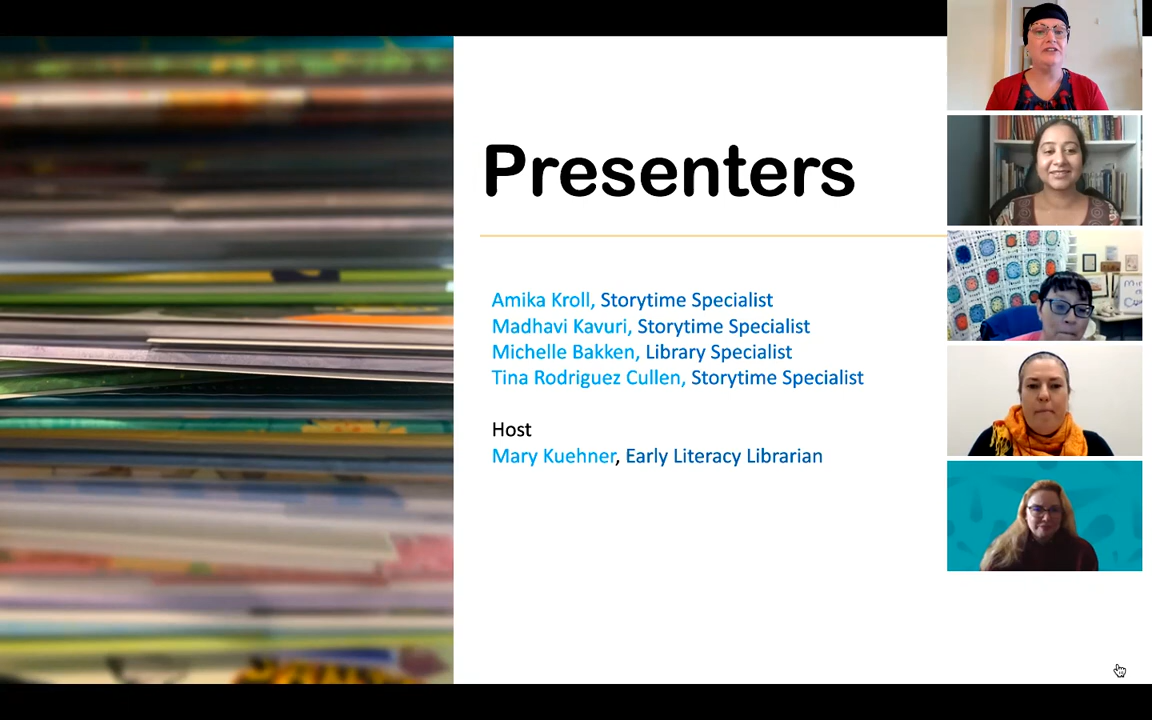 Presenters
Amika Kroll, Storytime Specialist
Madhavi Kavuri, Storytime Specialist
Michelle Bakken, Library Specialist
Tina Rodriguez Cullen, Storytime Specialist
Host
Mary Kuehner, Early Literacy Librarian